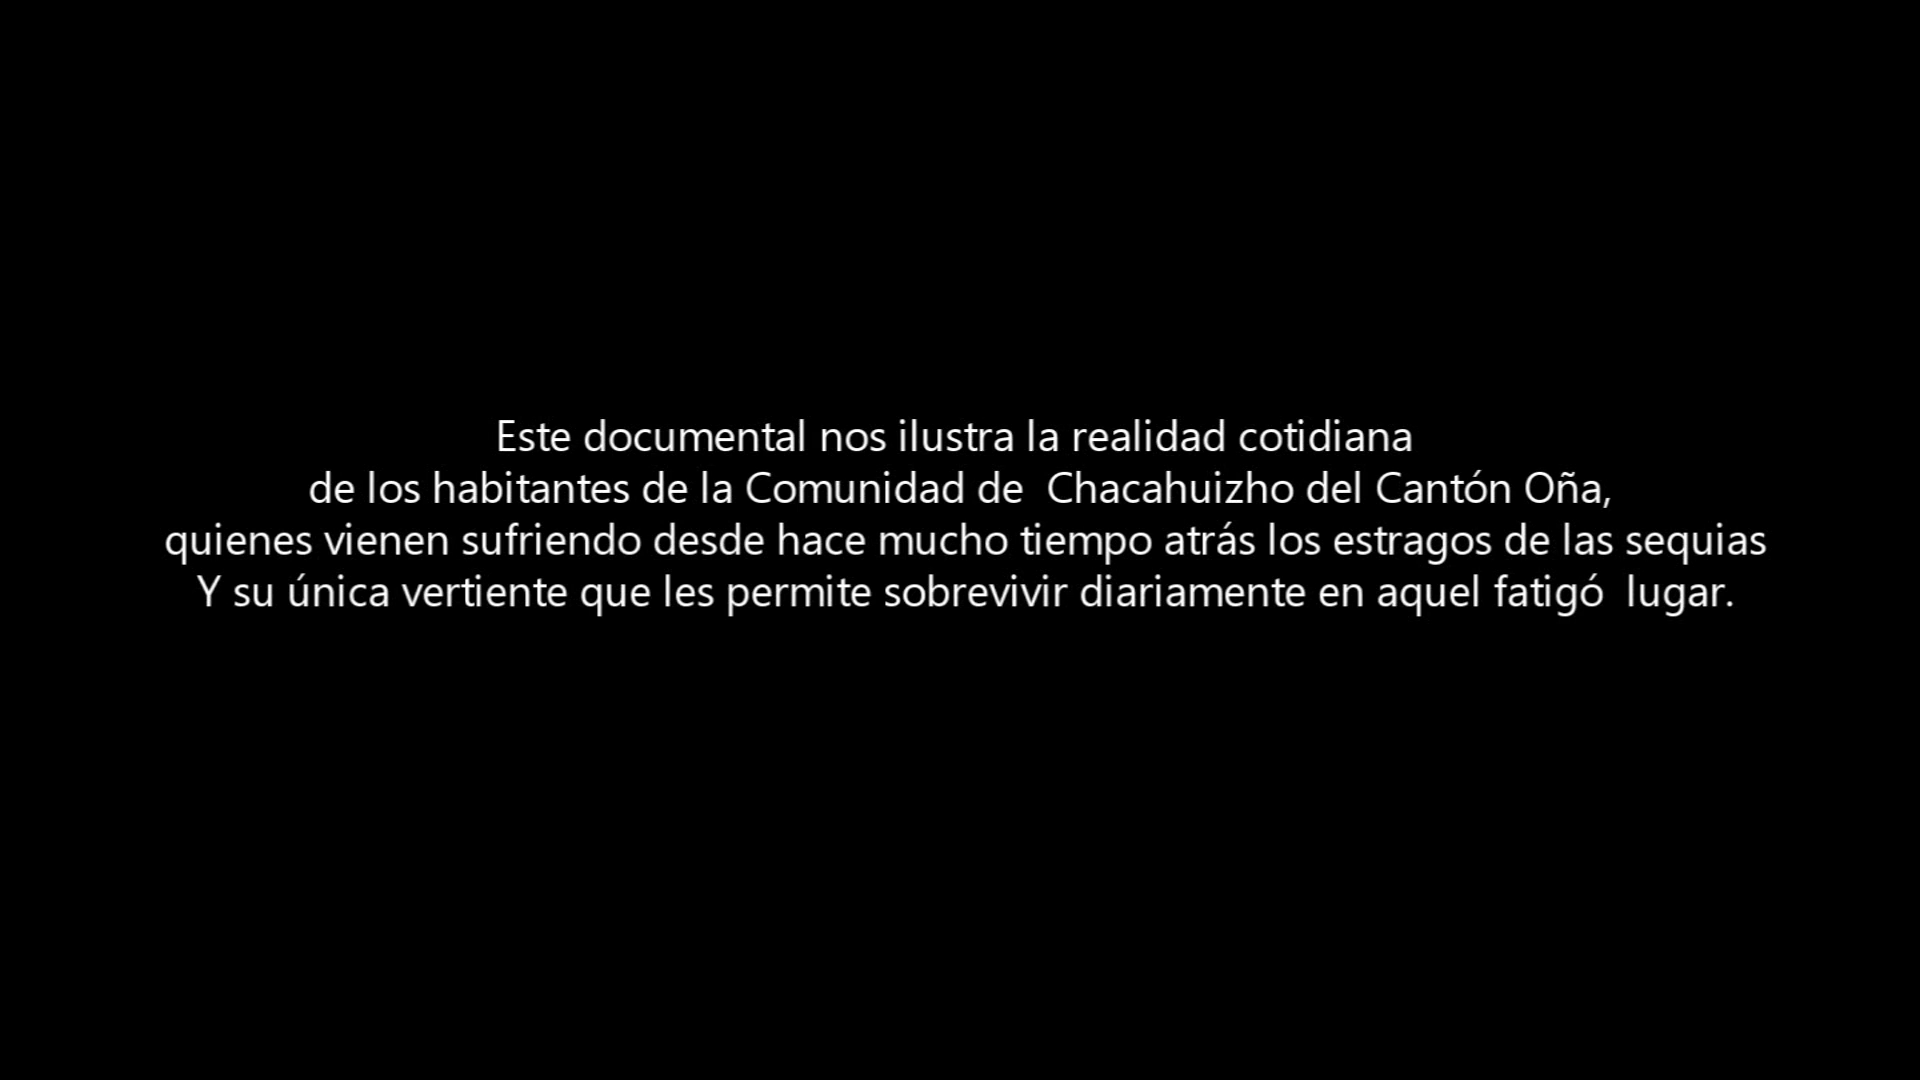 Este documental nos ilustra la realidad cotidiana
de los habitantes de la Comunidad de  Chacahuizho del Cantón Oña,
quienes vienen sufriendo desde hace mucho tiempo atrás los estragos de las sequias
Y su única vertiente que les permite sobrevivir diariamente en aquel fatigó  lugar.